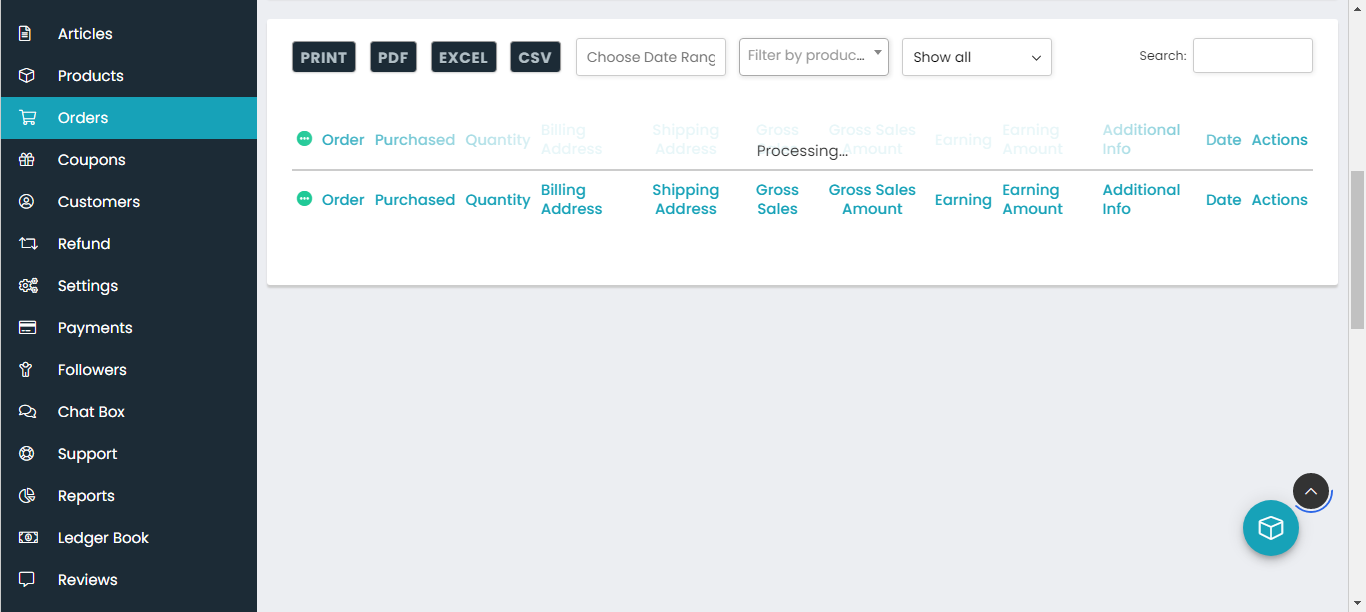 Articles
Products
Orders
Coupons
Customers
Refund
Settings
Payments
Followers
Chat Box
Support
Reports
Ledger Book
Reviews
PRINT PDF EXCEL CSV Choose Date Rang Filter by produc... Show all Search:
Order Purchased Quantity Billing Address Shipping Address Gross Sales Gross Sales Amount Earning Earning Amount Additional Info Date Actions
Processing...
Order Purchased Quantity Billing Address Shipping Address Gross Sales Gross Sales Amount Earning Earning Amount Additional Info Date Actions